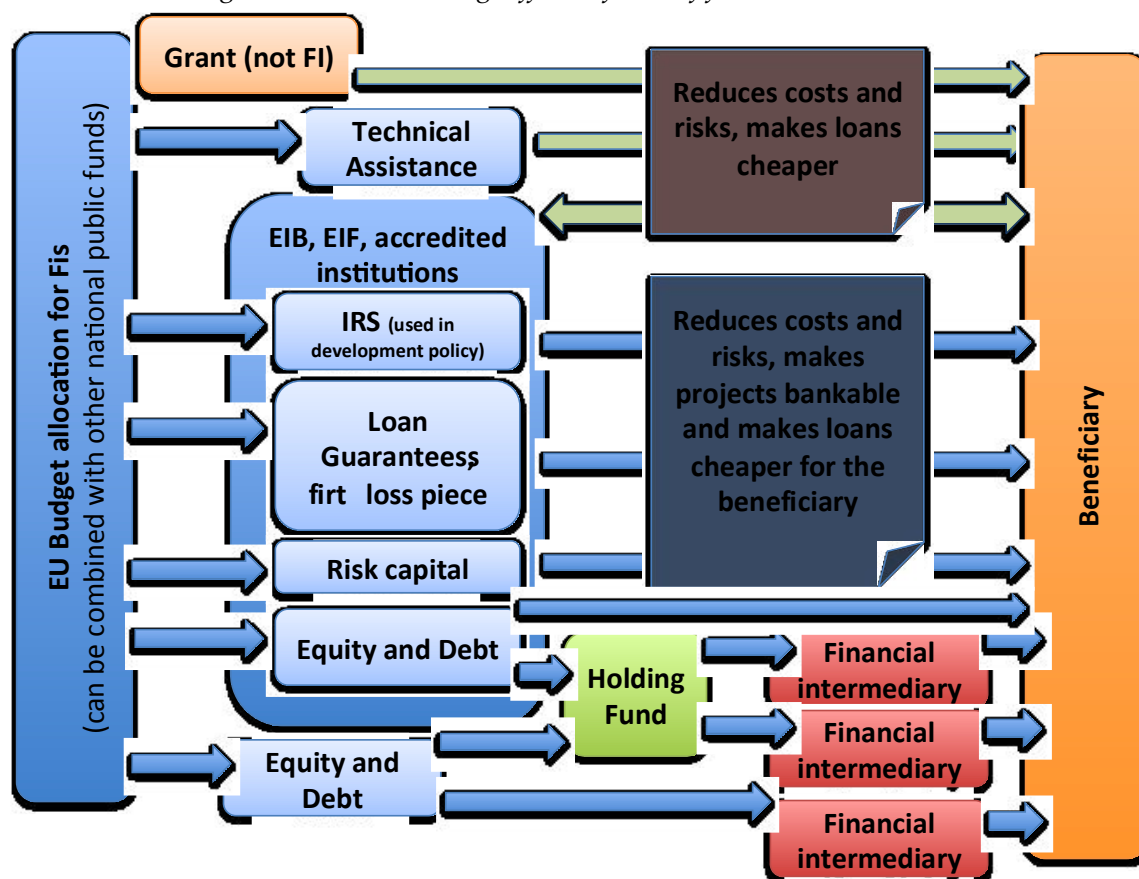 Grant (not FI)
EU Budget allocation for Fis
(can be combined with other national public funds)
Technical
Assistance
Reduces costs and
risks, makes loans
cheaper
EIB, EIF, accredited
institutions
IRS (used in
development policy)
Loan
Guarantees,
firt loss piece
Risk capital
Equity and Debt
Reduces costs and
risks, makes
projects bankable
and makes loans
cheaper for the
beneficiary
Beneficiary
Holding
Fund
Equity and
Debt
Financial
intermediary
Financial
intermediary
Financial
intermediary